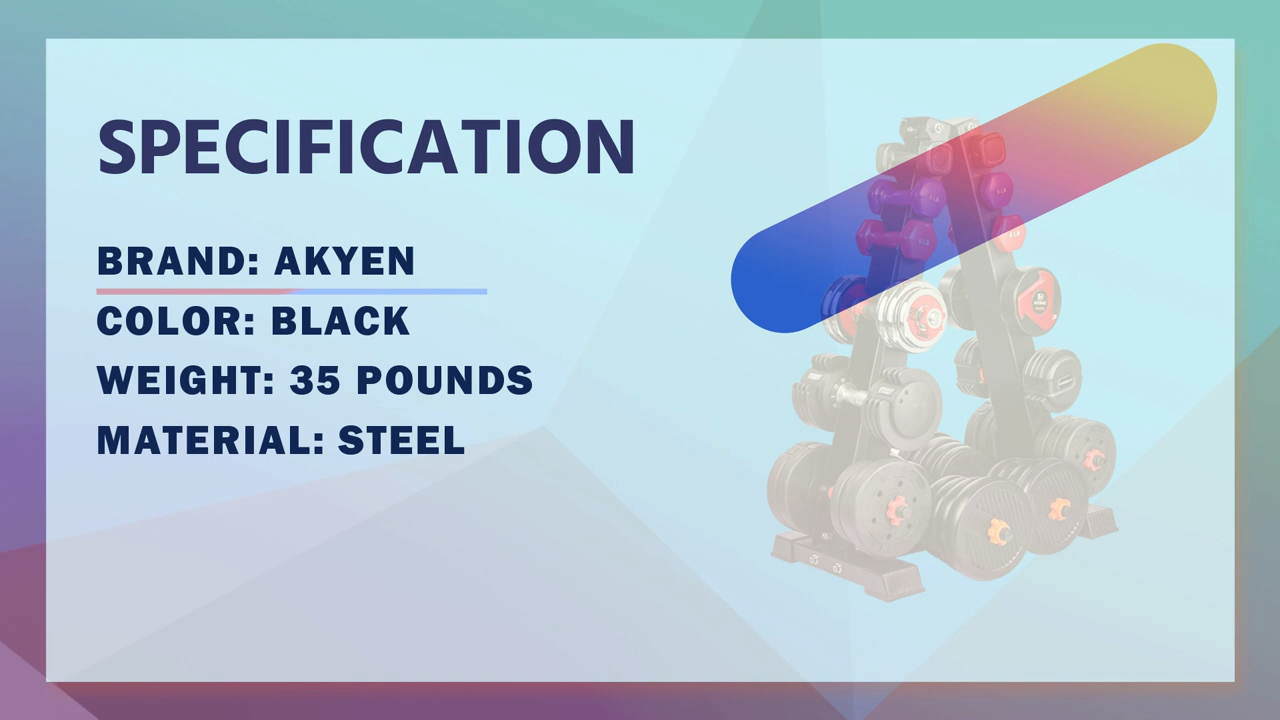 SPECIFICATION
BRAND: AKYEN
COLOR: BLACK
WEIGHT: 35 POUNDS
MATERIAL: STEEL